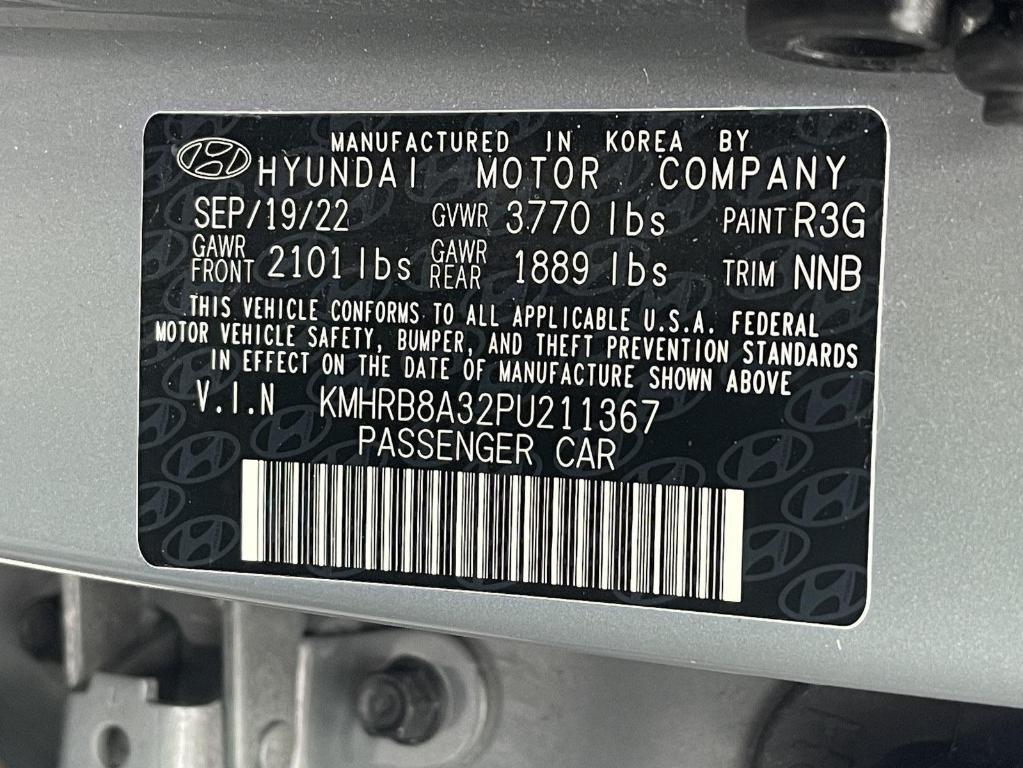 MANUFACTURED IN KOREA BY
HYUNDAI MOTOR COMPANY
SEP/19/22 GVWR 3770 lbs PAINT R3G
GAWR FRONT 2101 lbs GAWR REAR 1889 lbs TRIM NNB
THIS VEHICLE CONFORMS TO ALL APPLICABLE U.S.A. FEDERAL
MOTOR VEHICLE SAFETY, BUMPER, AND THEFT PREVENTION STANDARDS
IN EFFECT ON THE DATE OF MANUFACTURE SHOWN ABOVE
V.I.N KMHRB8A32PU211367
PASSENGER CAR